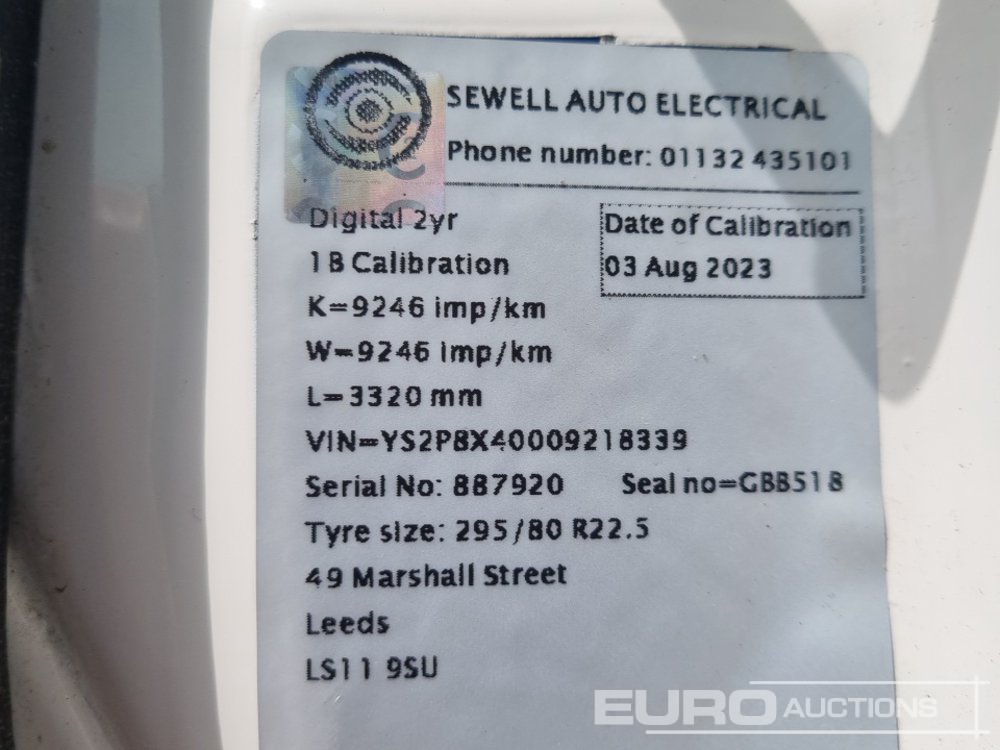 SEWELL AUTO ELECTRICAL
Phone number: 01132 435101
Digital 2yr
Date of Calibration
1B Calibration
03 Aug 2023
K=9246 imp/km
W=9246 imp/km
L=3320 mm
VIN=YS2P8X40009218339
Serial No: 887920 Seal no=GBB518
Tyre size: 295/80 R22.5
49 Marshall Street
Leeds
LS11 9SU
EURO AUCTIONS